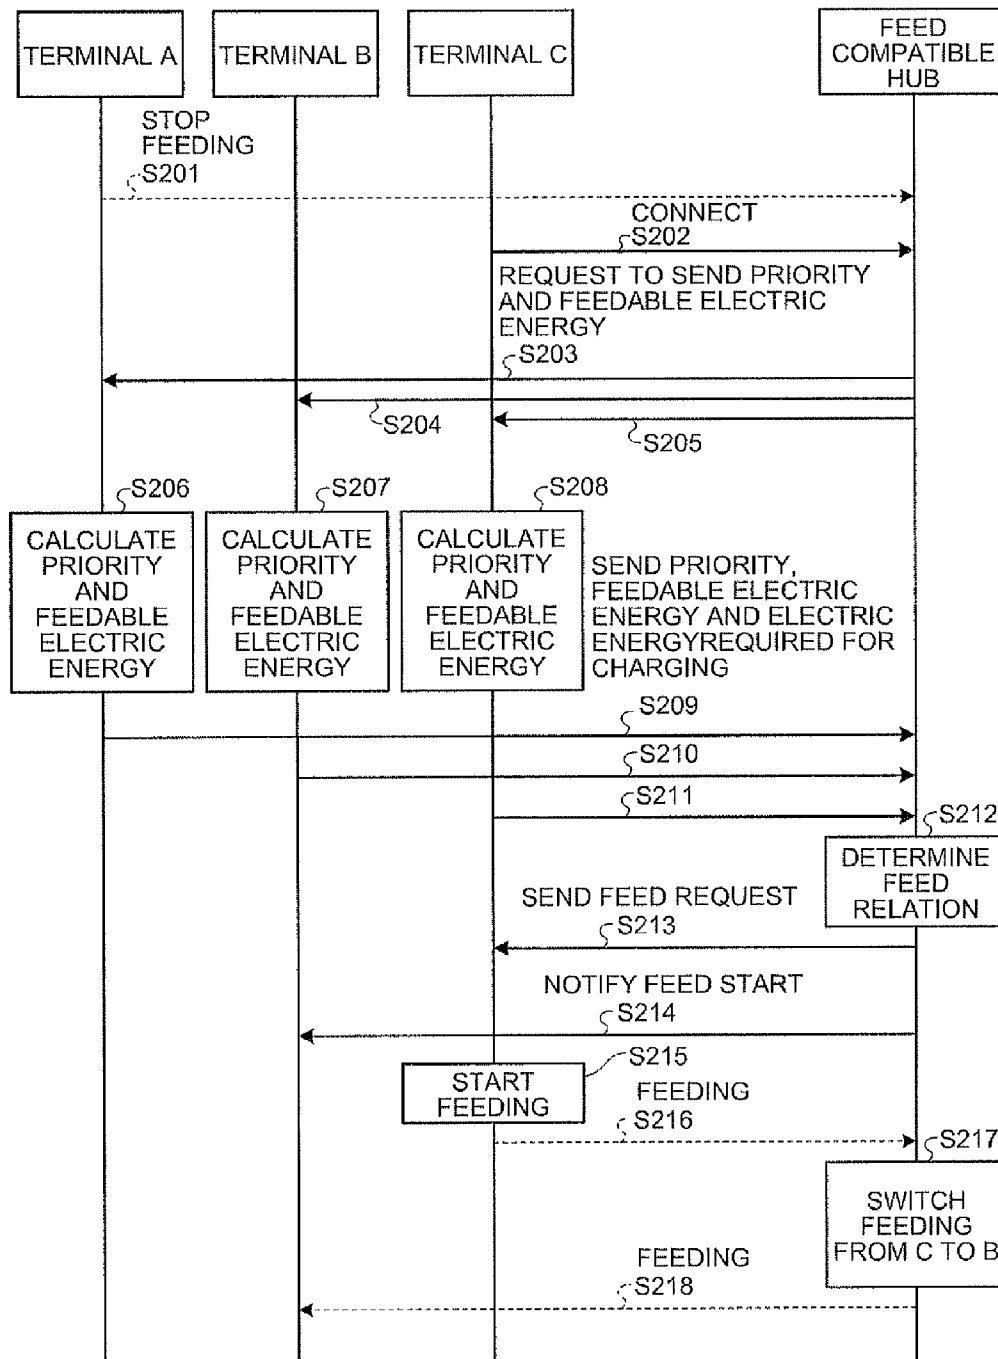 TERMINAL A
TERMINAL B
TERMINAL C
FEED
COMPATIBLE
HUB
STOP
FEEDING
S201
CONNECT
S202
REQUEST TO SEND PRIORITY
AND FEEDABLE ELECTRIC
ENERGY
S203
S204
S205
S206
S207
S208
CALCULATE
PRIORITY
AND
FEEDABLE
ELECTRIC
ENERGY
CALCULATE
PRIORITY
AND
FEEDABLE
ELECTRIC
ENERGY
CALCULATE
PRIORITY
AND
FEEDABLE
ELECTRIC
ENERGY
SEND PRIORITY,
FEEDABLE ELECTRIC
ENERGY AND ELECTRIC
ENERGYREQUIRED FOR
CHARGING
S209
S210
S211
S212
DETERMINE
FEED
RELATION
SEND FEED REQUEST
S213
NOTIFY FEED START
S214
S215
START
FEEDING
FEEDING
S216
S217
SWITCH
FEEDING
FROM C TO B
FEEDING
S218